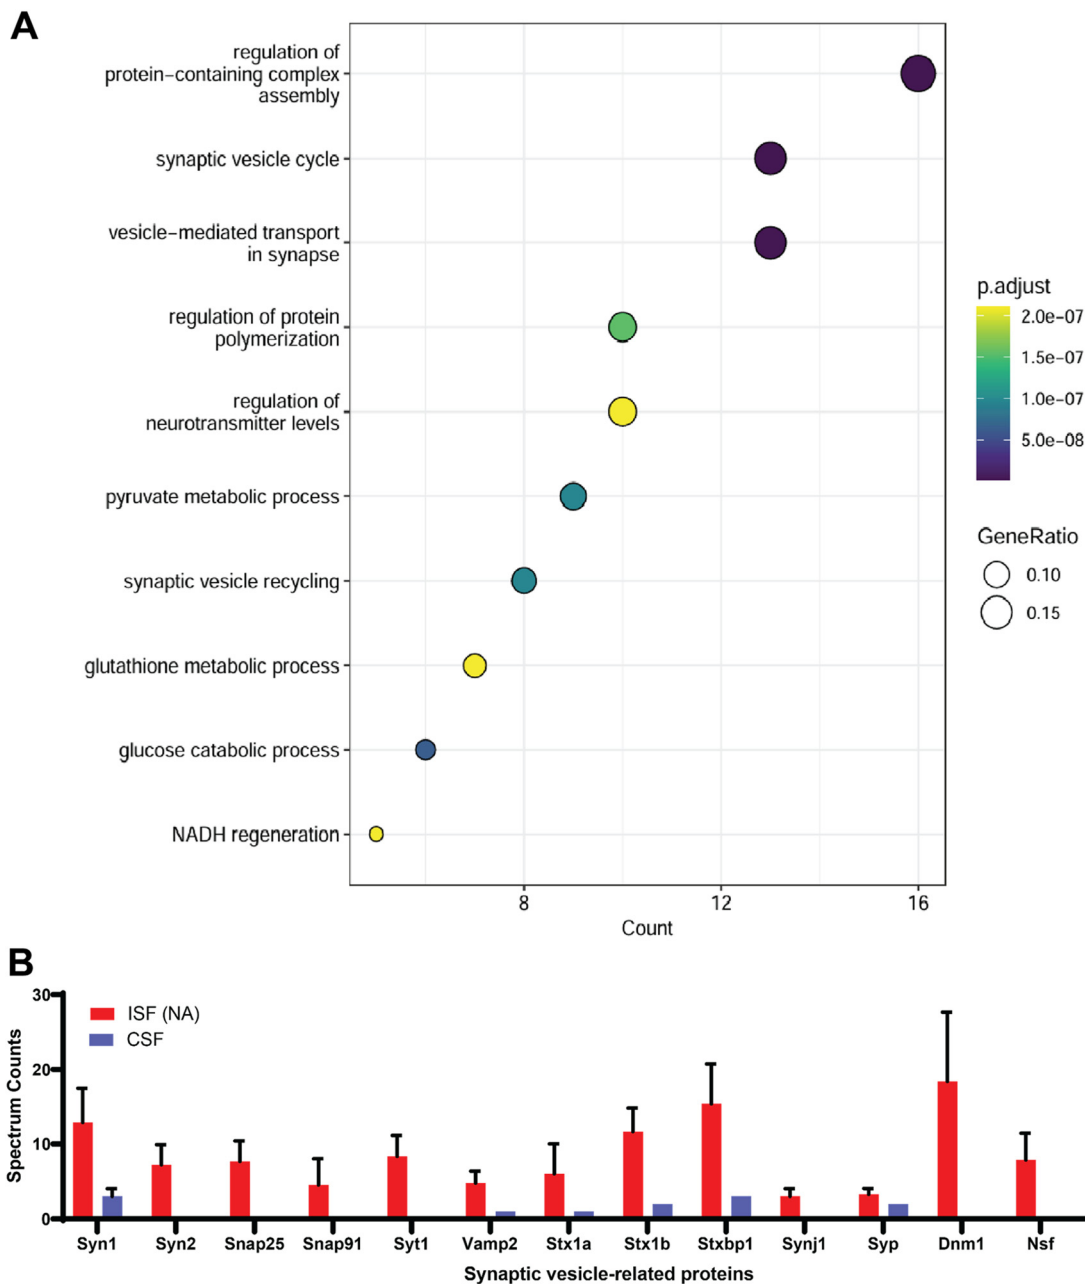 A
regulation of
protein-containing complex
assembly
synaptic vesicle cycle
vesicle-mediated transport
in synapse
regulation of protein
polymerization
regulation of
neurotransmitter levels
pyruvate metabolic process
synaptic vesicle recycling
glutathione metabolic process
glucose catabolic process
NADH regeneration
8 12 16
Count
p.adjust
2.0e-07
1.5e-07
1.0e-07
5.0e-08
GeneRatio
0.10
0.15
B
Spectrum Counts
30
20
10
0
ISF (NA)
CSF
Syn1 Syn2 Snap25 Snap91 Syt1 Vamp2 Stx1a Stx1b Stxbp1 Synj1 Syp Dnm1 Nsf
Synaptic vesicle-related proteins